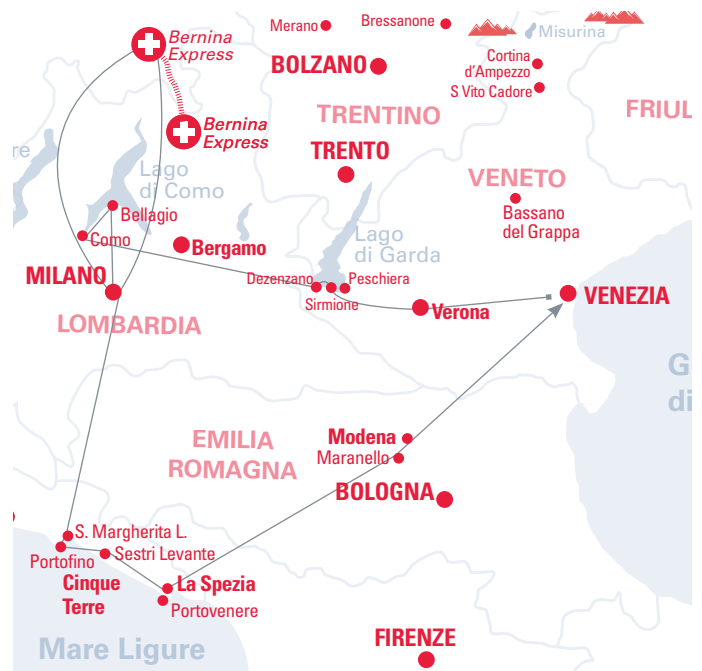 Merano
Bressanone
Misurina
Bernina
Express
BOLZANO
Cortina
d'Ampezzo
S Vito Cadore
TRENTINO
FRIUL
Bernina
Express
re
TRENTO
Lago
di Como
VENETO
Bellagio
Bassano
del Grappa
Como
Bergamo
Lago
di Garda
MILANO
Dezenzano
Peschiera
Sirmione
VENEZIA
Verona
LOMBARDIA
G
di
EMILIA
ROMAGNA
Modena
Maranello
BOLOGNA
S. Margherita L.
Portofino
Sestri Levante
Cinque
Terre
La Spezia
Portovenere
FIRENZE
Mare Ligure